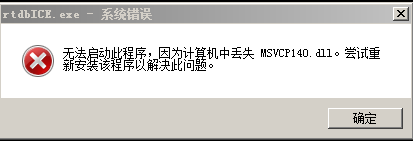 rtdbICE.exe - 系统错误
无法启动此程序，因为计算机中丢失 MSVCP140.dll。尝试重
新安装该程序以解决此问题。
确定